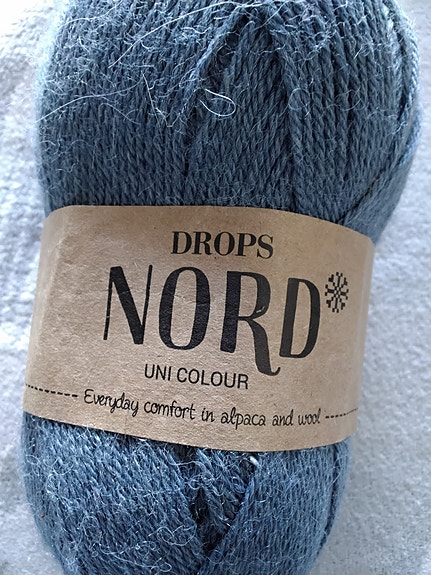 DROPS
NORD
UNI COLOUR
Everyday comfort in alpaca and wool